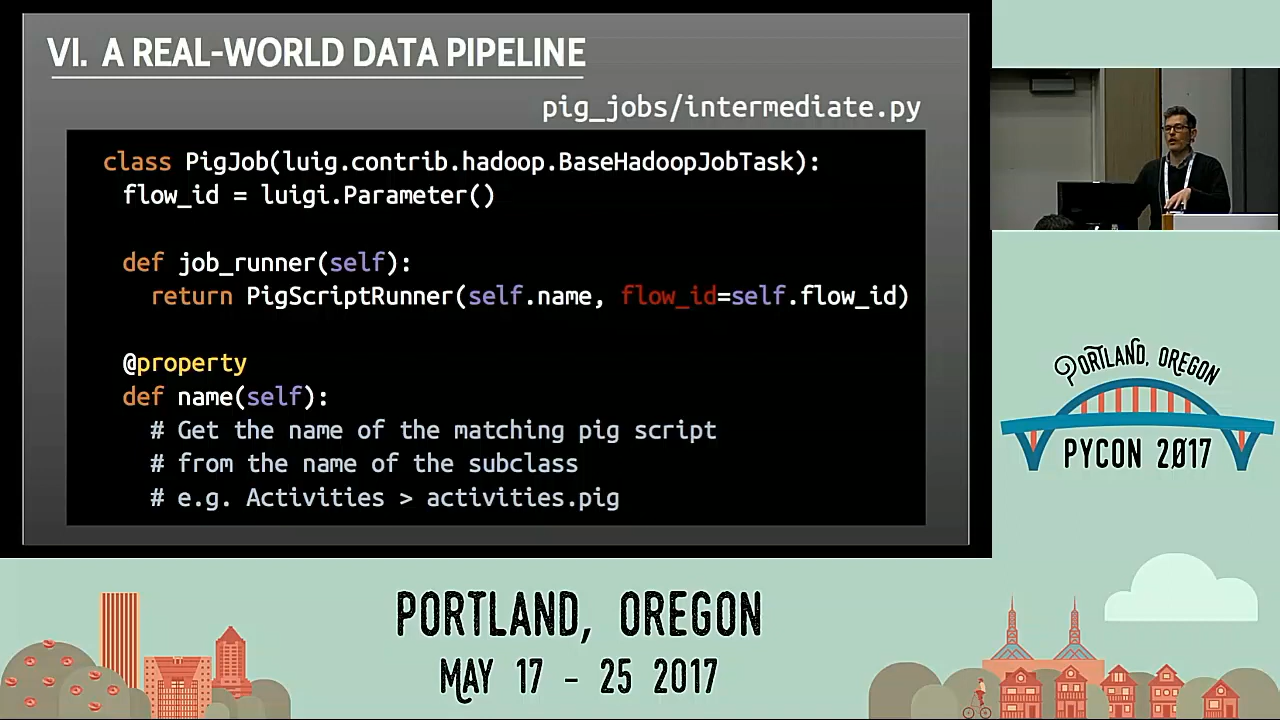 VI. A REAL-WORLD DATA PIPELINE
pig_jobs/intermediate.py
class PigJob(luig.contrib.hadoop.BaseHadoopJobTask):
flow_id = luigi.Parameter()
def job_runner(self):
return PigScriptRunner(self.name, flow_id=self.flow_id)
@property
def name(self):
# Get the name of the matching pig script
# from the name of the subclass
# e.g. Activities > activities.pig
PORTLAND, OREGON
PYCON 2017
PORTLAND, OREGON
MAY 17 - 25 2017